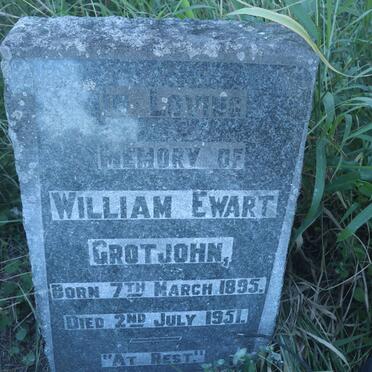 IN LOVING
MEMORY OF
WILLIAM EWART
GROTJOHN,
BORN 7TH MARCH 1895.
DIED 2ND JULY 1951.
"AT REST"